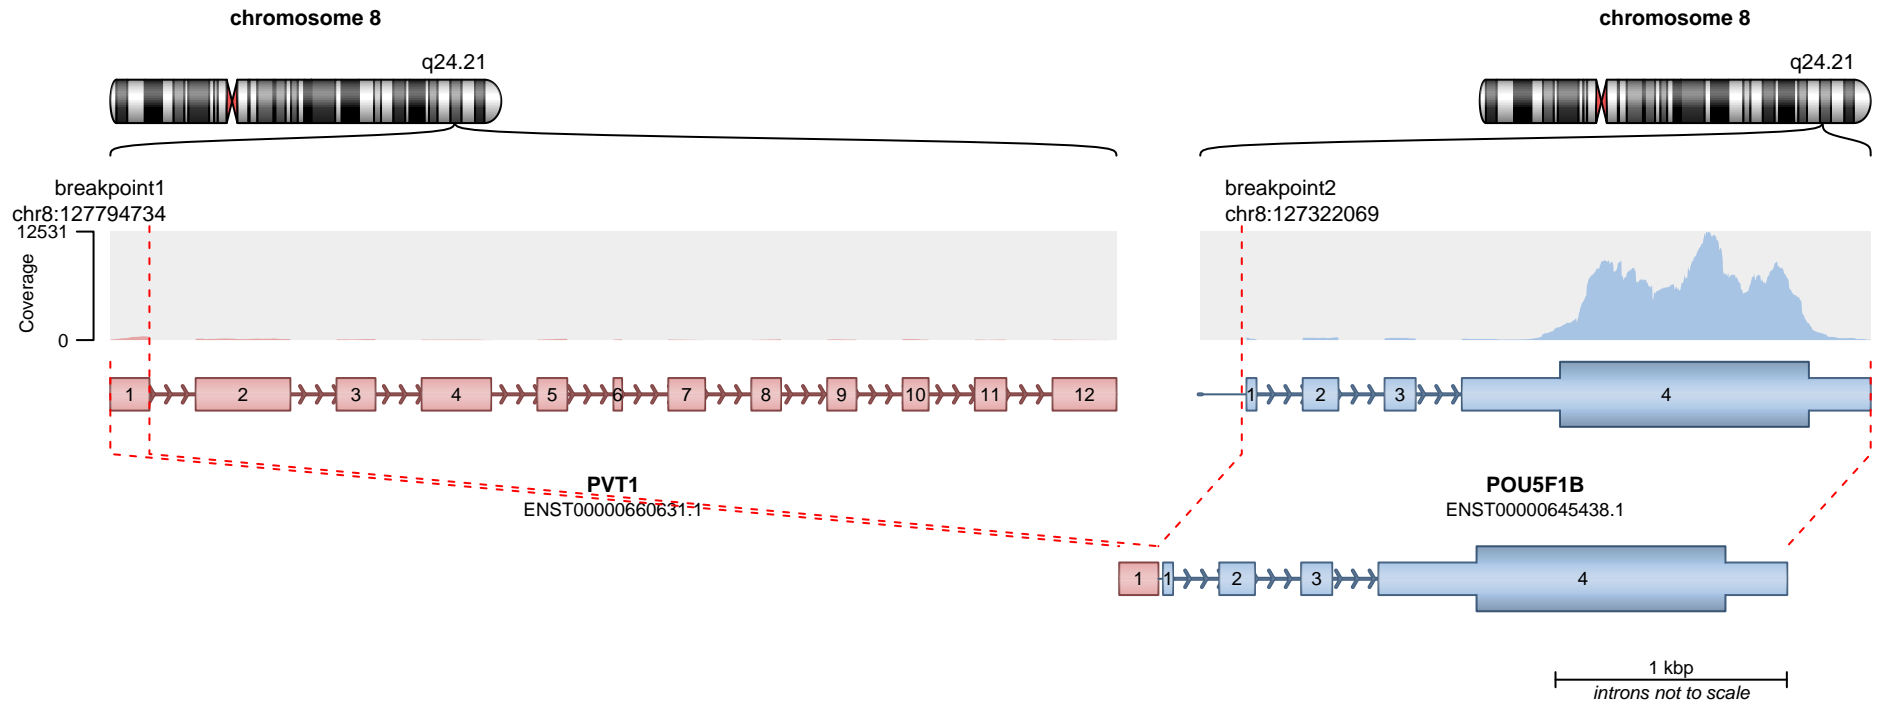 chromosome 8
chromosome 8
q24.21
q24.21
breakpoint1
chr8:127794734
breakpoint2
chr8:127322069
12531
Coverage
0
1 2 3 4 5 6 7 8 9 10 11 12
1 2 3 4
PVT1
ENST00000660631.1
POU5F1B
ENST00000645438.1
1 1 2 3 4
1 kbp
introns not to scale